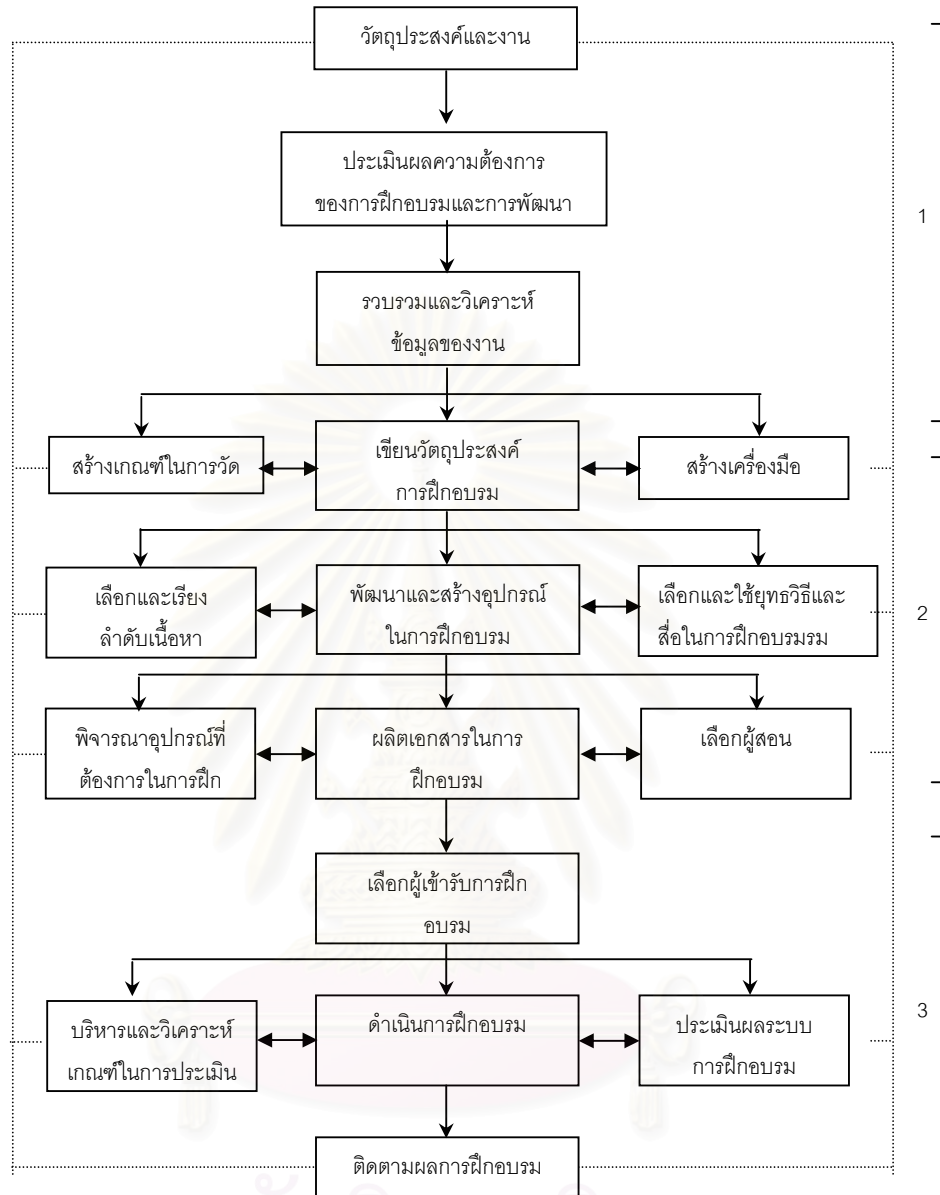 วัตถุประสงค์และงาน
ประเมินผลความต้องการ
ของการฝึกอบรมและการพัฒนา
1
รวบรวมและวิเคราะห์
ข้อมูลของงาน
สร้างเกณฑ์ในการวัด
เขียนวัตถุประสงค์
การฝึกอบรม
สร้างเครื่องมือ
เลือกและเรียง
ลำดับเนื้อหา
พัฒนาและสร้างอุปกรณ์
ในการฝึกอบรม
เลือกและใช้ยุทธวิธีและ
สื่อในการฝึกอบรมรม
2
พิจารณาอุปกรณ์ที่
ต้องการในการฝึก
ผลิตเอกสารในการ
ฝึกอบรม
เลือกผู้สอน
เลือกผู้เข้ารับการฝึก
อบรม
บริหารและวิเคราะห์
เกณฑ์ในการประเมิน
ดำเนินการฝึกอบรม
ประเมินผลระบบ
การฝึกอบรม
3
ติดตามผลการฝึกอบรม